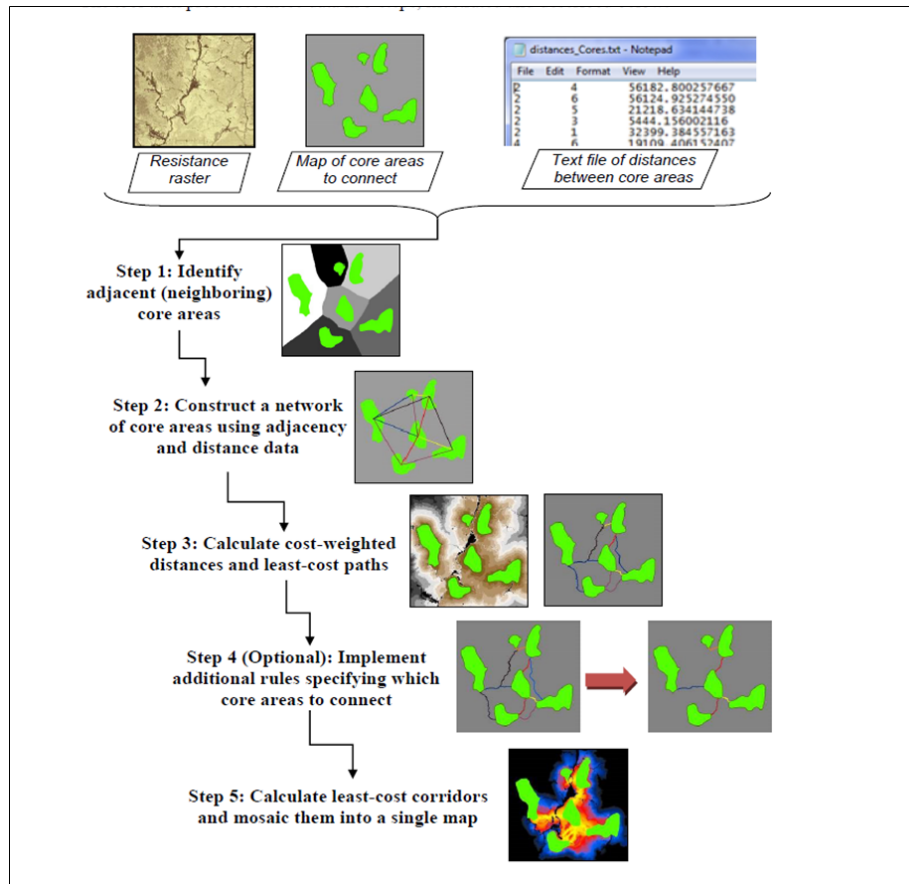 distances_Cores.txt - Notepad
File Edit Format View Help
2 4 56182.800257667
2 6 56124.925274550
2 5 21218.634144738
2 3 5444.156002116
2 1 32399.384557163
4 6 19109.406152407
Resistance
raster
Map of core areas
to connect
Text file of distances
between core areas
Step 1: Identify
adjacent (neighboring)
core areas
Step 2: Construct a network
of core areas using adjacency
and distance data
Step 3: Calculate cost-weighted
distances and least-cost paths
Step 4 (Optional): Implement
additional rules specifying which
core areas to connect
Step 5: Calculate least-cost corridors
and mosaic them into a single map